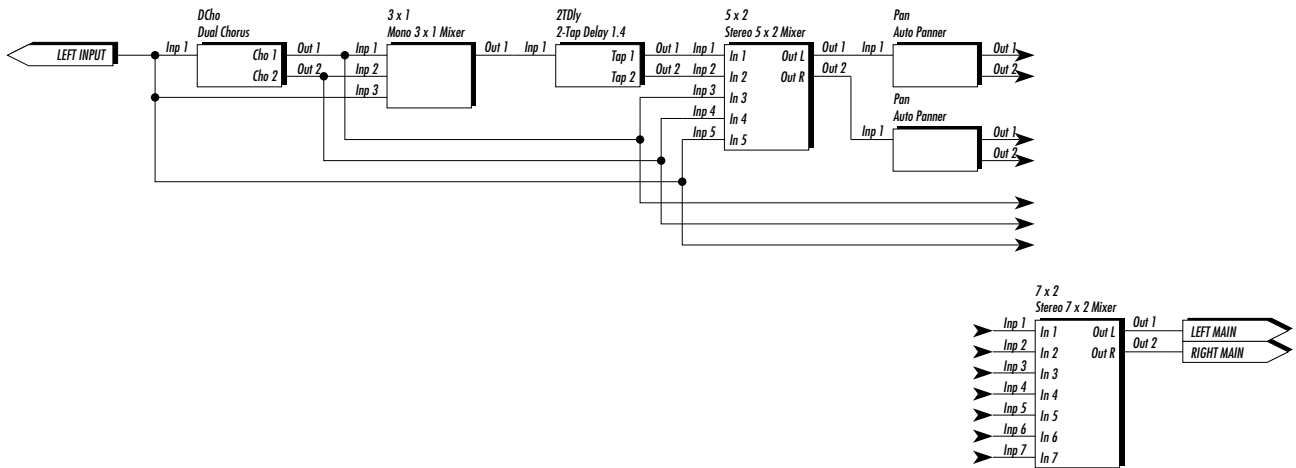 DCho
Dual Chorus
3 x 1
Mono 3 x 1 Mixer
2TDly
2-Tap Delay 1.4
5 x 2
Stereo 5 x 2 Mixer
Pan
Auto Panner
LEFT INPUT
Inp 1
Cho 1
Cho 2
Out 1
Out 2
Inp 1
Inp 2
Inp 3
Out 1
Inp 1
Tap 1
Tap 2
Out 1
Out 2
Inp 1
Inp 2
Inp 3
Inp 4
Inp 5
In 1
In 2
In 3
In 4
In 5
Out L
Out R
Out 1
Out 2
Inp 1
Out 1
Out 2
Pan
Auto Panner
Inp 1
Out 1
Out 2
7 x 2
Stereo 7 x 2 Mixer
Inp 1
Inp 2
Inp 3
Inp 4
Inp 5
Inp 6
Inp 7
In 1
In 2
In 3
In 4
In 5
In 6
In 7
Out L
Out R
Out 1
Out 2
LEFT MAIN
RIGHT MAIN